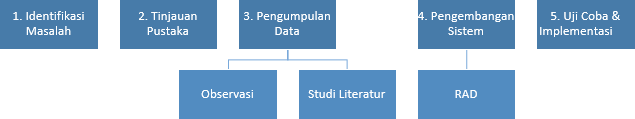 1. Identifikasi
Masalah
2. Tinjauan
Pustaka
3. Pengumpulan
Data
4. Pengembangan
Sistem
5. Uji Coba &
Implementasi
Observasi
Studi Literatur
RAD